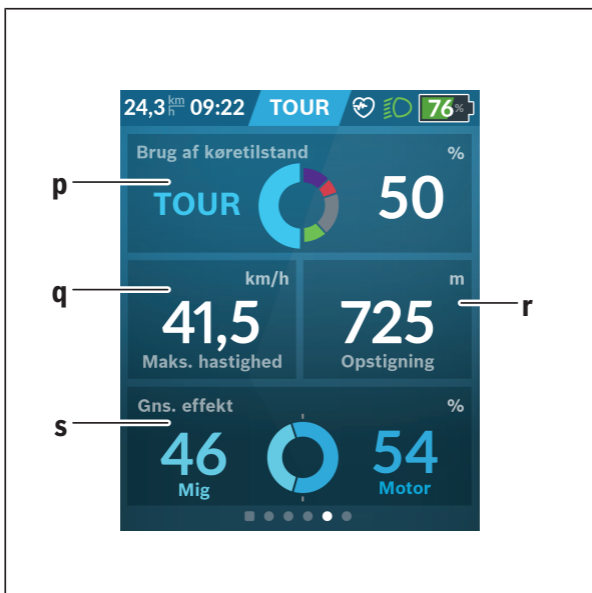 24,3 km/h 09:22 TOUR 76%
Brug af køretilstand %
p
TOUR 50
q
km/h
41,5
Maks. hastighed
m
r
725
Opstigning
Gns. effekt %
s
46 54
Mig Motor